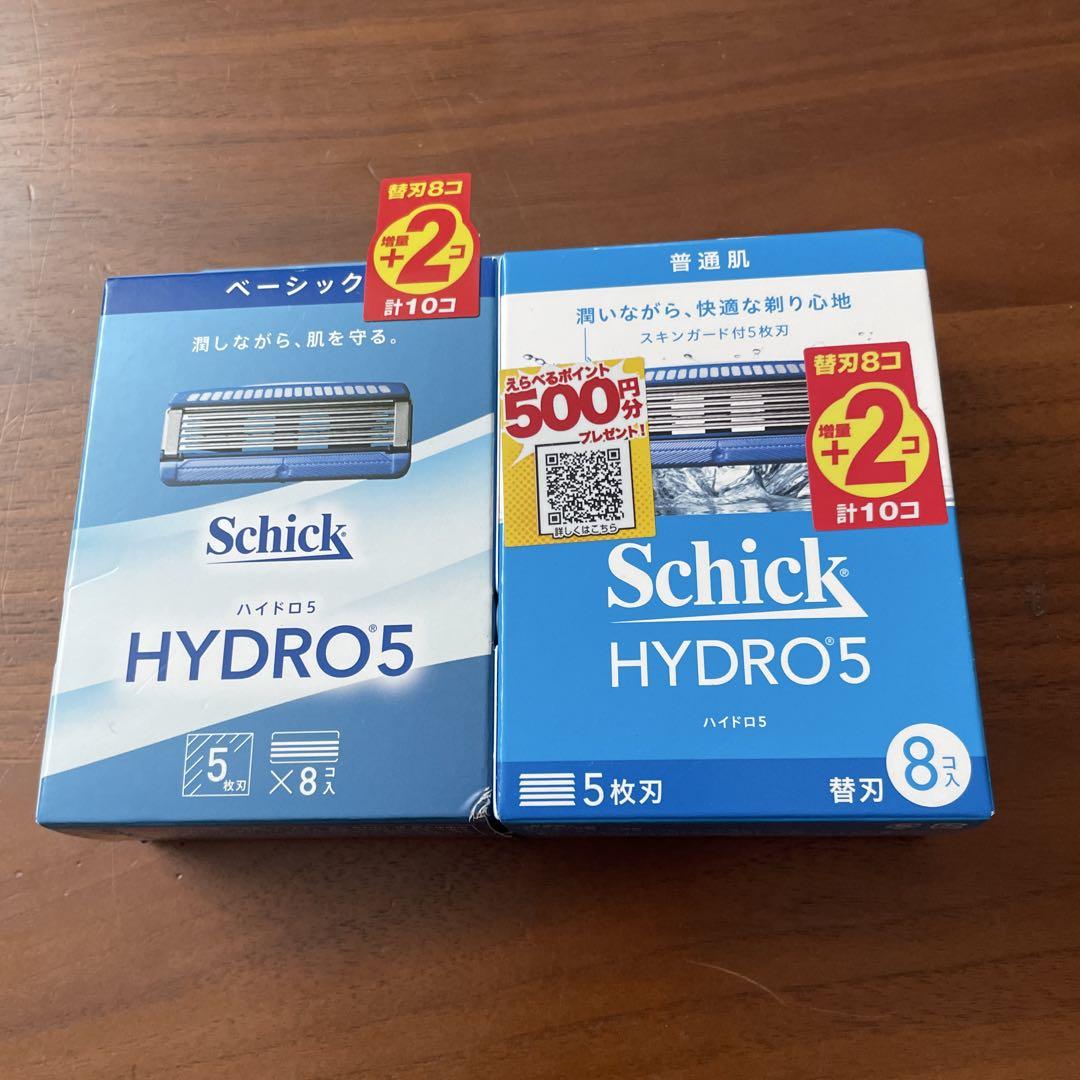 替刃8コ
増量
+2コ
計10コ
ベーシック
潤しながら、肌を守る。
Schick
ハイドロ5
HYDRO®5
5枚刃
×8コ入
普通肌
潤いながら、快適な剃り心地
スキンガード付5枚刃
えらべるポイント
500円分
プレゼント!
詳しくはこちら
替刃8コ
増量
+2コ
計10コ
Schick®
HYDRO®5
ハイドロ5
5枚刃
替刃
8コ入